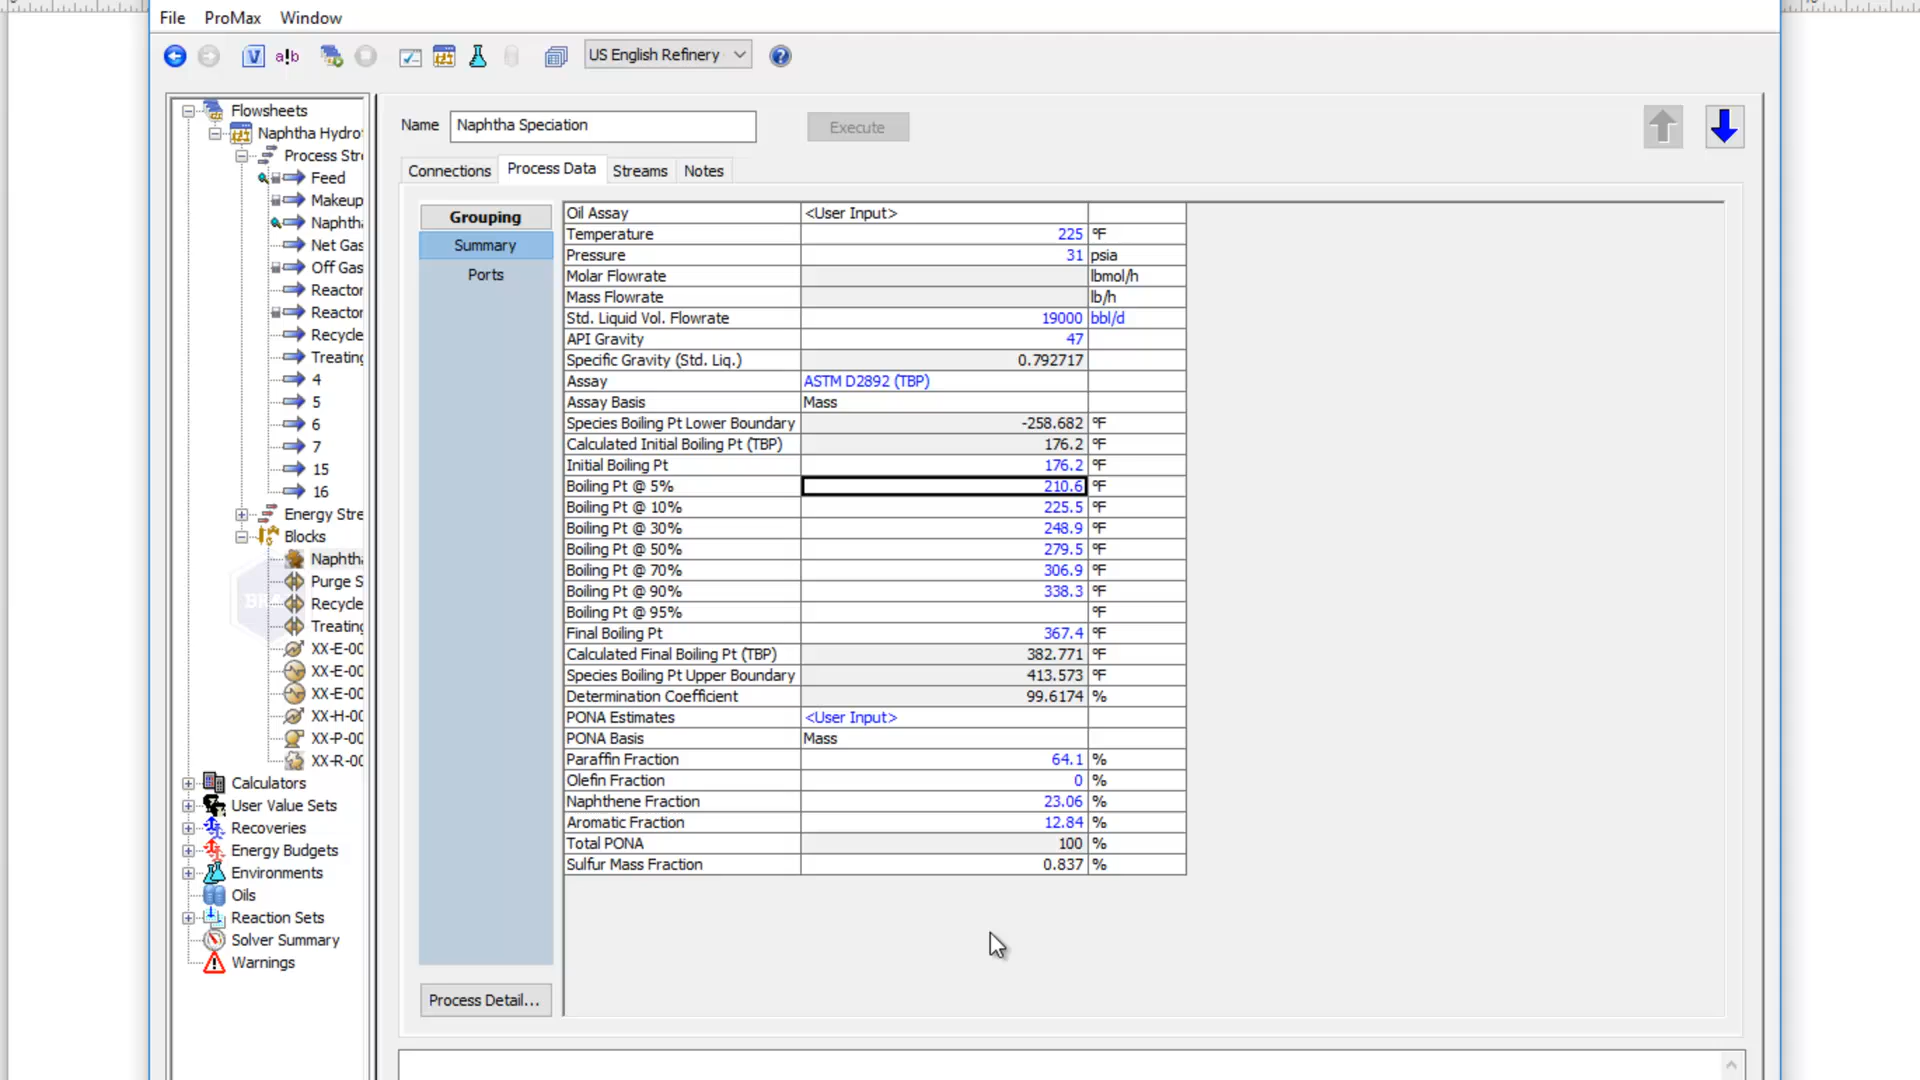 File ProMax Window
a!b US English Refinery
Flowsheets
Naphtha Hydro
Process Stre
Feed
Makeup
Naphtha
Net Gas
Off Gas
Reactor
Reactor
Recycle
Treating
4
5
6
7
15
16
Energy Stre
Blocks
Naphtha
Purge S
Recycle
Treating
XX-E-00
XX-E-00
XX-E-00
XX-H-00
XX-P-00
XX-R-00
Calculators
User Value Sets
Recoveries
Energy Budgets
Environments
Oils
Reaction Sets
Solver Summary
Warnings
Name Naphtha Speciation Execute
Connections Process Data Streams Notes
Grouping
Summary
Ports
Process Detail...
Oil Assay <User Input>
Temperature 225 °F
Pressure 31 psia
Molar Flowrate lbmol/h
Mass Flowrate lb/h
Std. Liquid Vol. Flowrate 19000 bbl/d
API Gravity 47
Specific Gravity (Std. Liq.) 0.792717
Assay ASTM D2892 (TBP)
Assay Basis Mass
Species Boiling Pt Lower Boundary -258.682 °F
Calculated Initial Boiling Pt (TBP) 176.2 °F
Initial Boiling Pt 176.2 °F
Boiling Pt @ 5% 210.6 °F
Boiling Pt @ 10% 225.5 °F
Boiling Pt @ 30% 248.9 °F
Boiling Pt @ 50% 279.5 °F
Boiling Pt @ 70% 306.9 °F
Boiling Pt @ 90% 338.3 °F
Boiling Pt @ 95% °F
Final Boiling Pt 367.4 °F
Calculated Final Boiling Pt (TBP) 382.771 °F
Species Boiling Pt Upper Boundary 413.573 °F
Determination Coefficient 99.6174 %
PONA Estimates <User Input>
PONA Basis Mass
Paraffin Fraction 64.1 %
Olefin Fraction 0 %
Naphthene Fraction 23.06 %
Aromatic Fraction 12.84 %
Total PONA 100 %
Sulfur Mass Fraction 0.837 %